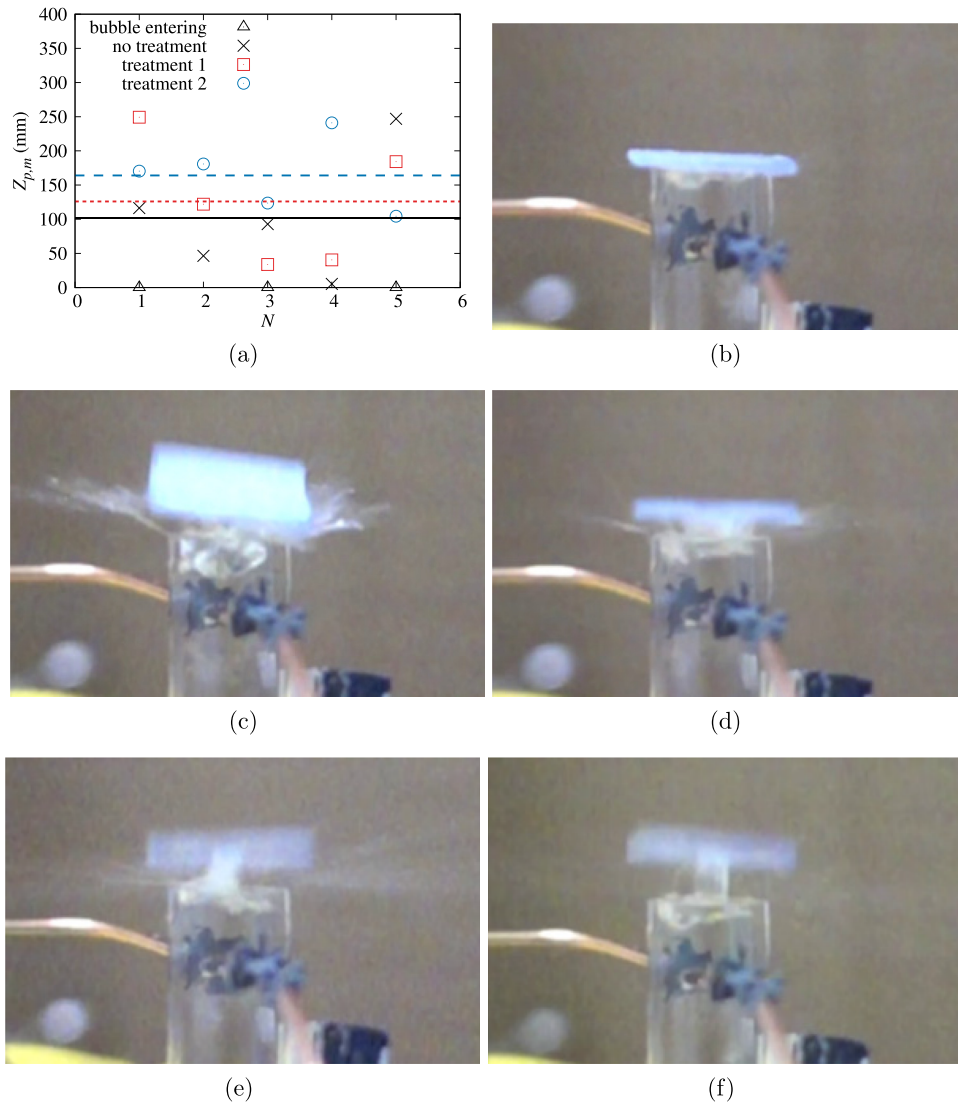 400
350
300
250
200
150
100
50
0
Z_{p,m} (mm)
bubble entering
no treatment
treatment 1
treatment 2
0 1 2 3 4 5 6
N
(a)
(b)
(c)
(d)
(e)
(f)